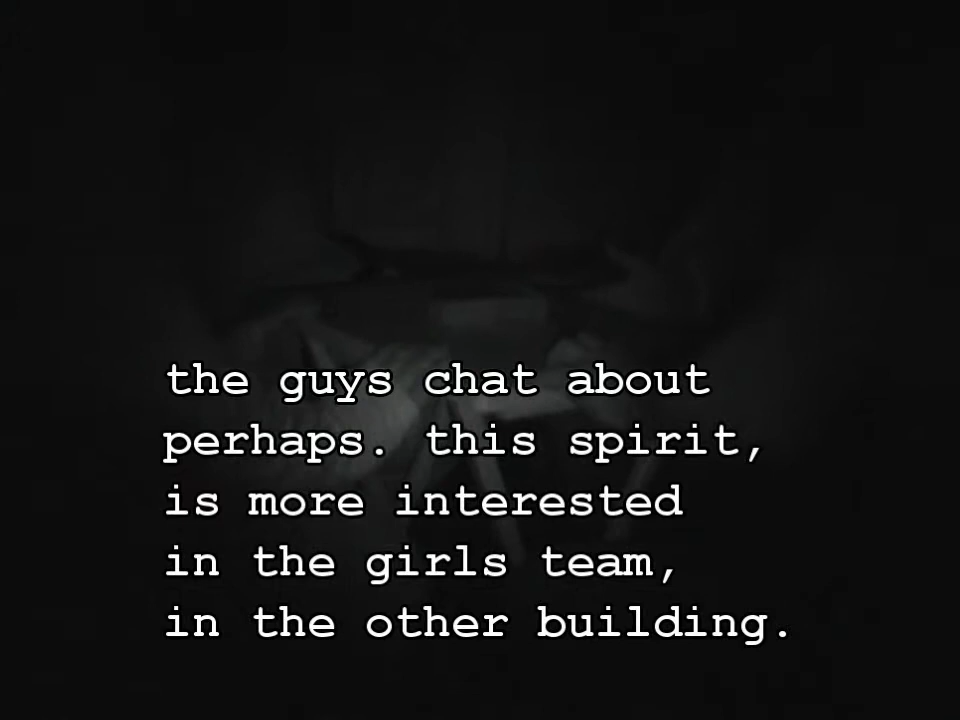 the guys chat about
perhaps. this spirit,
is more interested
in the girls team,
in the other building.